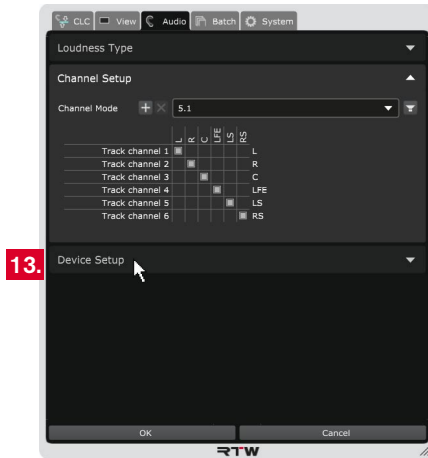 CLC View Audio Batch System
Loudness Type
Channel Setup
Channel Mode 5.1
L R C LFE LS RS
Track channel 1 L
Track channel 2 R
Track channel 3 C
Track channel 4 LFE
Track channel 5 LS
Track channel 6 RS
13. Device Setup
OK Cancel
RTW